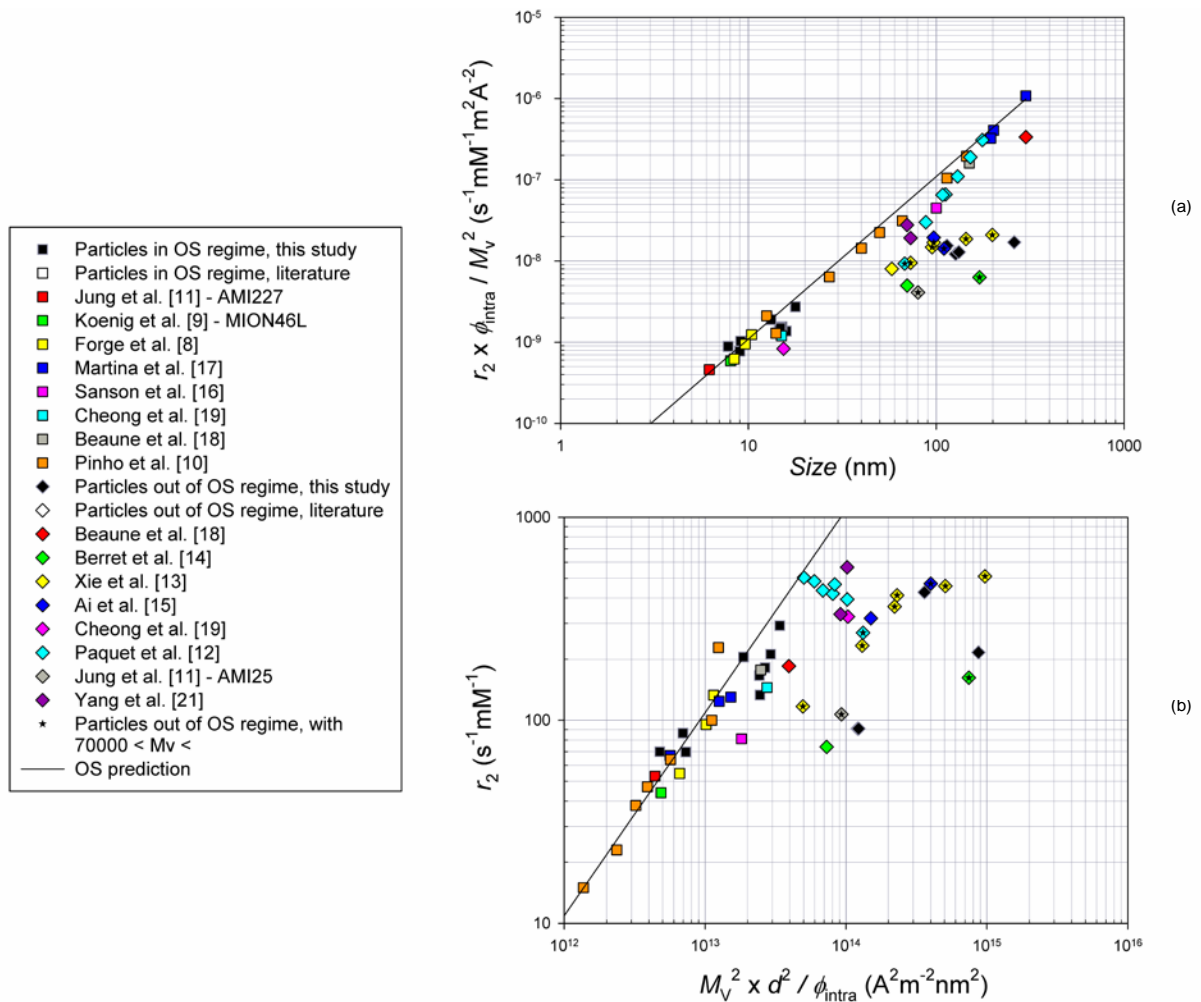 Particles in OS regime, this study
Particles in OS regime, literature
Jung et al. [11] - AMI227
Koenig et al. [9] - MION46L
Forge et al. [8]
Martina et al. [17]
Sanson et al. [16]
Cheong et al. [19]
Beaune et al. [18]
Pinho et al. [10]
Particles out of OS regime, this study
Particles out of OS regime, literature
Beaune et al. [18]
Berret et al. [14]
Xie et al. [13]
Ai et al. [15]
Cheong et al. [19]
Paquet et al. [12]
Jung et al. [11] - AMI25
Yang et al. [21]
Particles out of OS regime, with
70000 < Mv <
OS prediction
r₂ x ϕintra / Mv² (s⁻¹mM⁻¹m²A⁻²)
10⁻⁵
10⁻⁶
10⁻⁷
10⁻⁸
10⁻⁹
10⁻¹⁰
1
10
100
1000
Size (nm)
(a)
r₂ (s⁻¹mM⁻¹)
1000
100
10
10¹²
10¹³
10¹⁴
10¹⁵
10¹⁶
Mv² x d² / ϕintra (A²m⁻²nm²)
(b)